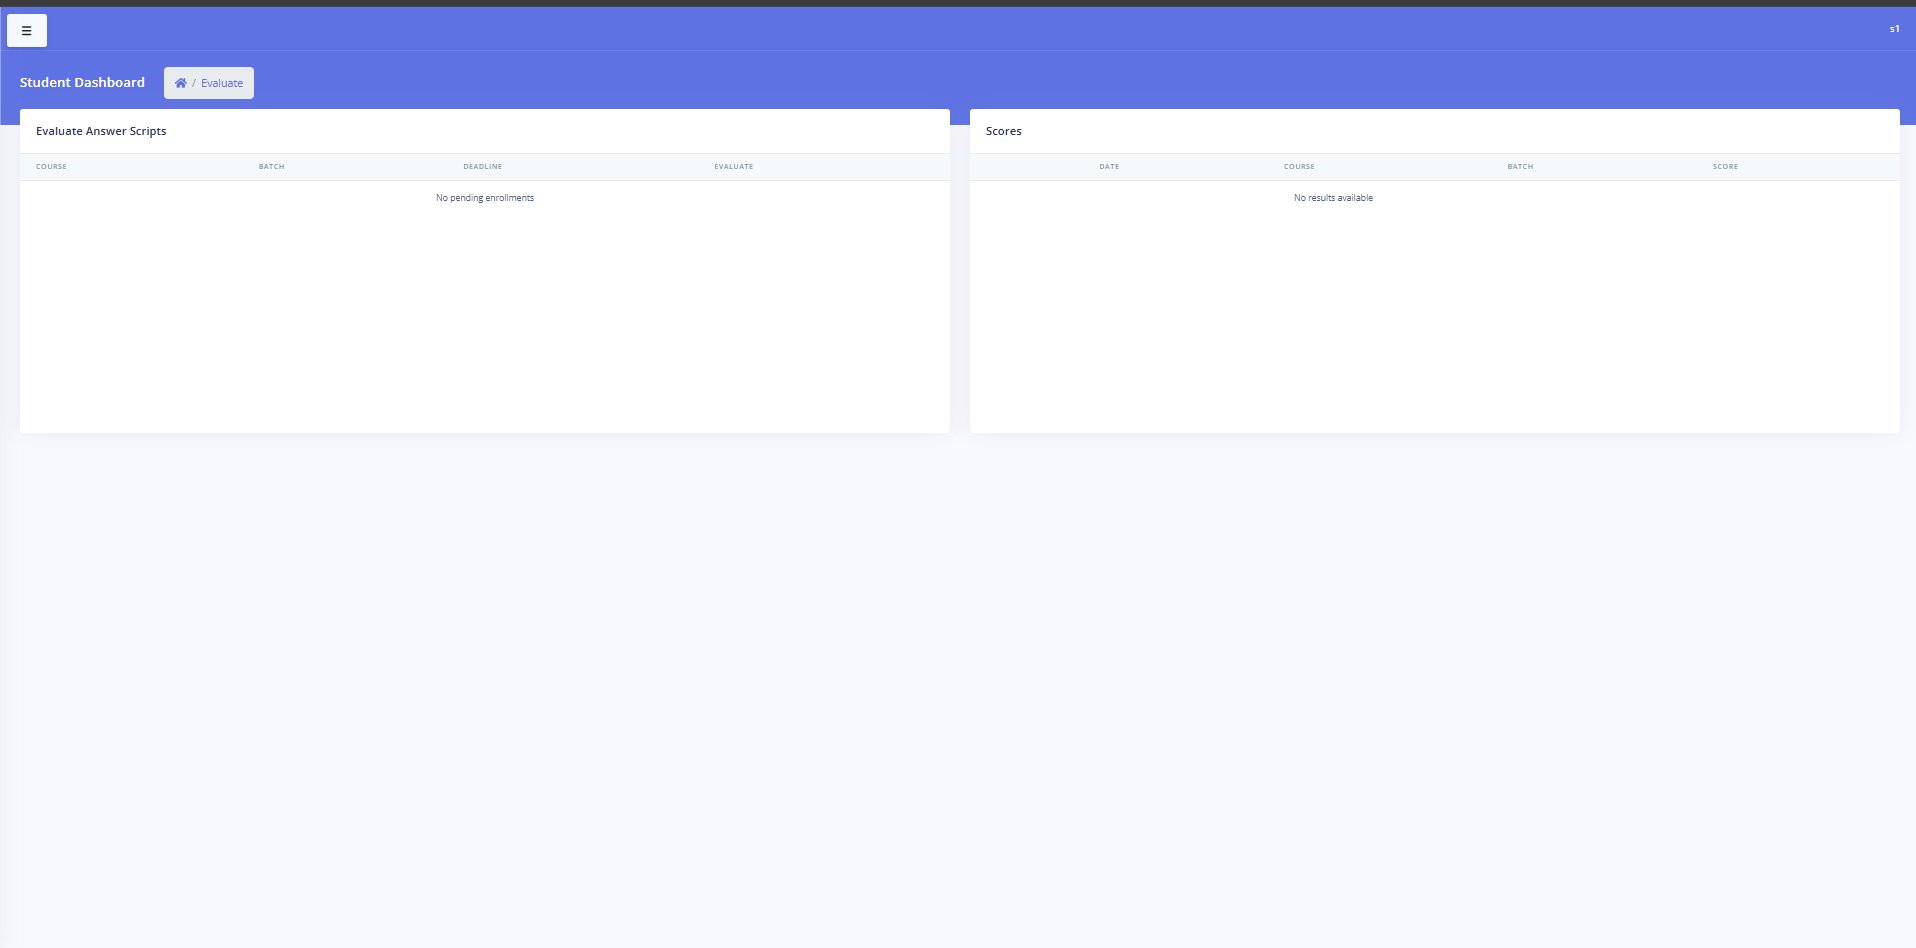 s1
Student Dashboard
/ Evaluate
Evaluate Answer Scripts
COURSE BATCH DEADLINE EVALUATE
No pending enrollments
Scores
DATE COURSE BATCH SCORE
No results available